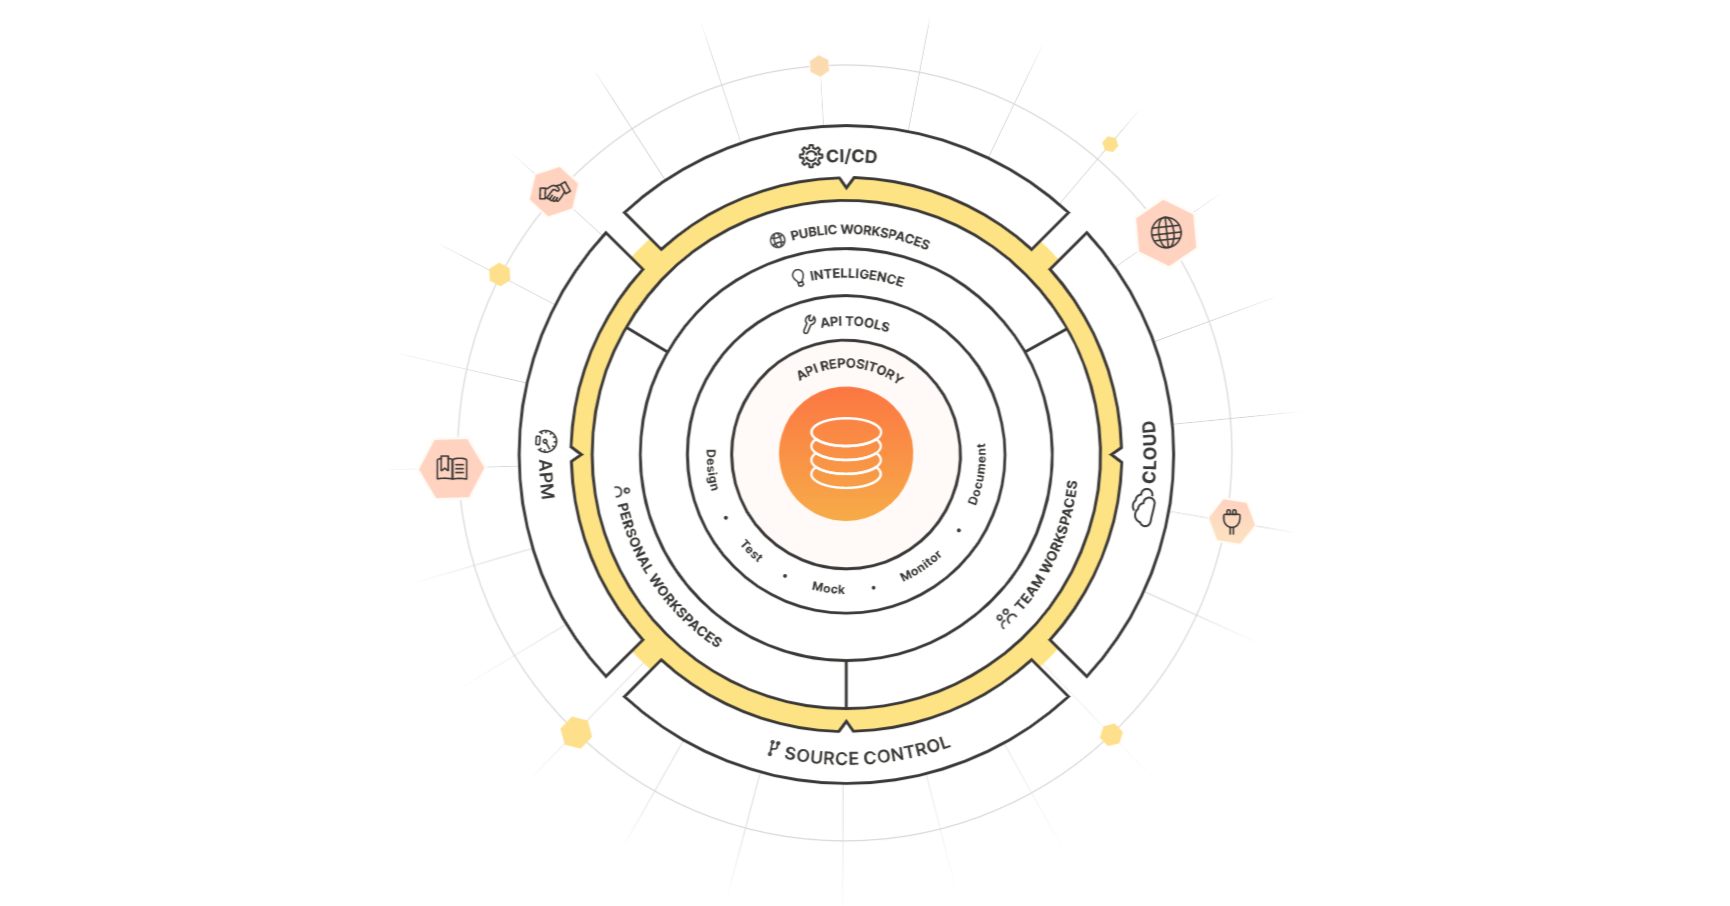 CI/CD
PUBLIC WORKSPACES
INTELLIGENCE
API TOOLS
API REPOSITORY
APM
CLOUD
Design
Document
PERSONAL WORKSPACES
TEAM WORKSPACES
Test
Monitor
Mock
SOURCE CONTROL